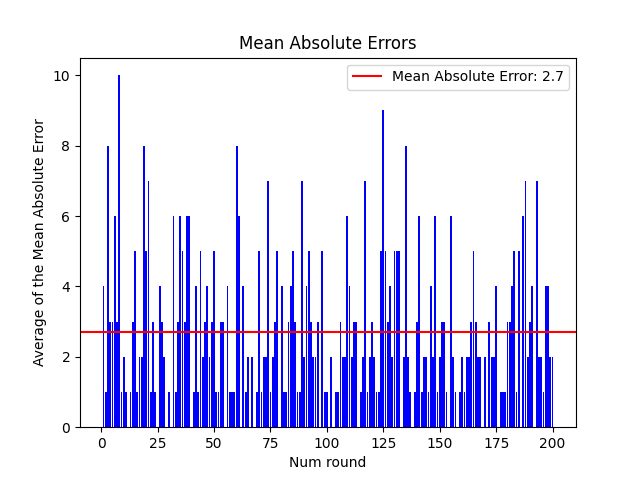 Mean Absolute Errors
Mean Absolute Error: 2.7
Average of the Mean Absolute Error
10
8
6
4
2
0
0 25 50 75 100 125 150 175 200
Num round